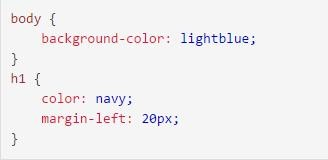 body {
    background-color: lightblue;
}
h1 {
    color: navy;
    margin-left: 20px;
}